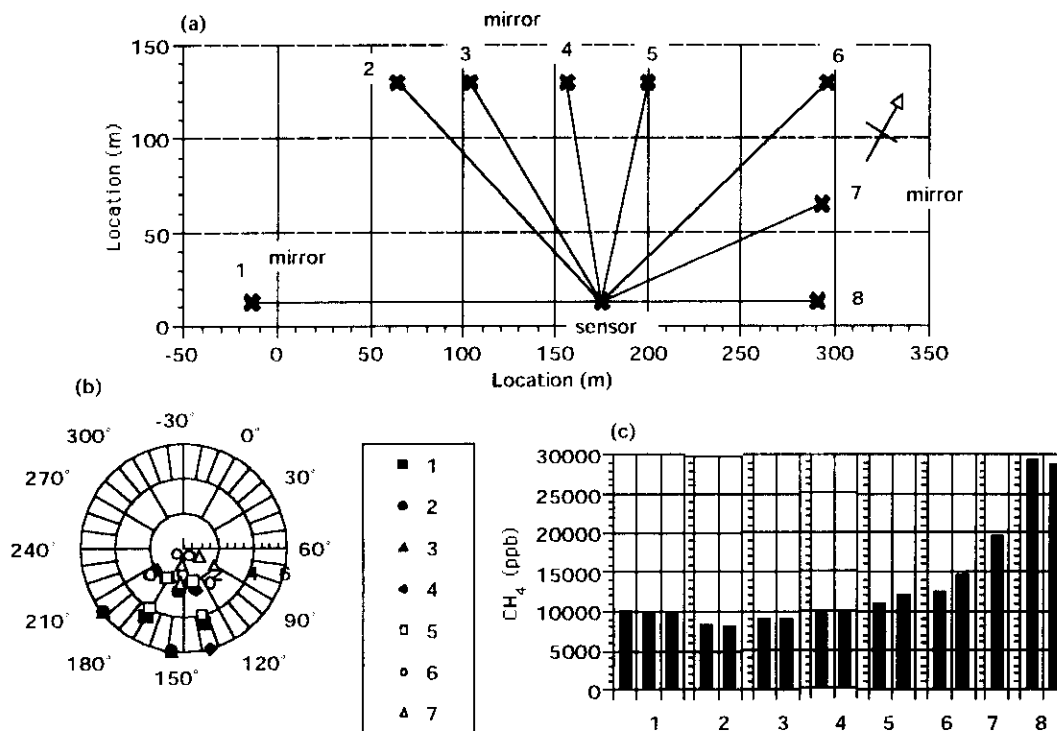 (a)
mirror
150
100
50
0
Location (m)
2 3 4 5 6
7
mirror
1
mirror
8
sensor
-50 0 50 100 150 200 250 300 350
Location (m)
(b)
-30°
300° 0°
270° 30°
240° 60°
210° 90°
180° 120°
150°
2 4 6
1
2
3
4
5
6
7
(c)
30000
25000
20000
15000
10000
5000
0
CH4 (ppb)
1 2 3 4 5 6 7 8